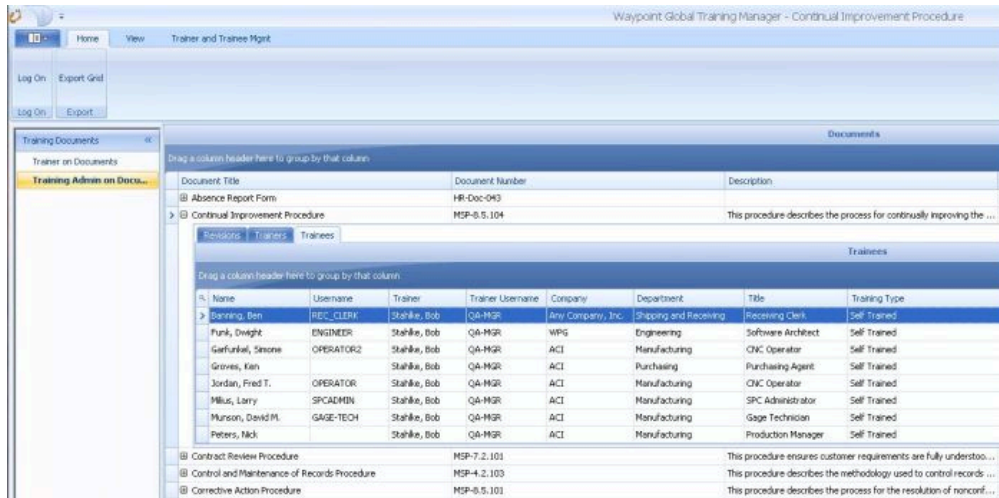 Waypoint Global Training Manager - Continual Improvement Procedure
Home View Trainer and Trainee Mgmt
Log On Export Grid
Log On Export
Training Documents «
Documents
Trainer on Documents
Drag a column header here to group by that column
Training Admin on Docu...
Document Title Document Number Description
Absence Report Form HR-Doc-043
Continual Improvement Procedure MSP-8.5.104 This procedure describes the process for continually improving the ...
Revisions Trainers Trainees
Trainees
Drag a column header here to group by that column
Name Username Trainer Trainer Username Company Department Title Training Type
Banning, Ben REC_CLERK Stahlke, Bob QA-MGR Any Company, Inc. Shipping and Receiving Receiving Clerk Self Trained
Funk, Dwight ENGINEER Stahlke, Bob QA-MGR WPG Engineering Software Architect Self Trained
Garfunkel, Simone OPERATOR2 Stahlke, Bob QA-MGR ACI Manufacturing CNC Operator Self Trained
Groves, Ken Stahlke, Bob QA-MGR ACI Purchasing Purchasing Agent Self Trained
Jordan, Fred T. OPERATOR Stahlke, Bob QA-MGR ACI Manufacturing CNC Operator Self Trained
Milius, Larry SPCADMIN Stahlke, Bob QA-MGR ACI Manufacturing SPC Administrator Self Trained
Munson, David M. GAGE-TECH Stahlke, Bob QA-MGR ACI Manufacturing Gage Technician Self Trained
Peters, Nick Stahlke, Bob QA-MGR ACI Manufacturing Production Manager Self Trained
Contract Review Procedure MSP-7.2.101 This procedure ensures customer requirements are fully understoo...
Control and Maintenance of Records Procedure MSP-4.2.103 This procedure describes the methodology used to control records ...
Corrective Action Procedure MSP-8.5.101 This procedure describes the process for the resolution of nonconf...